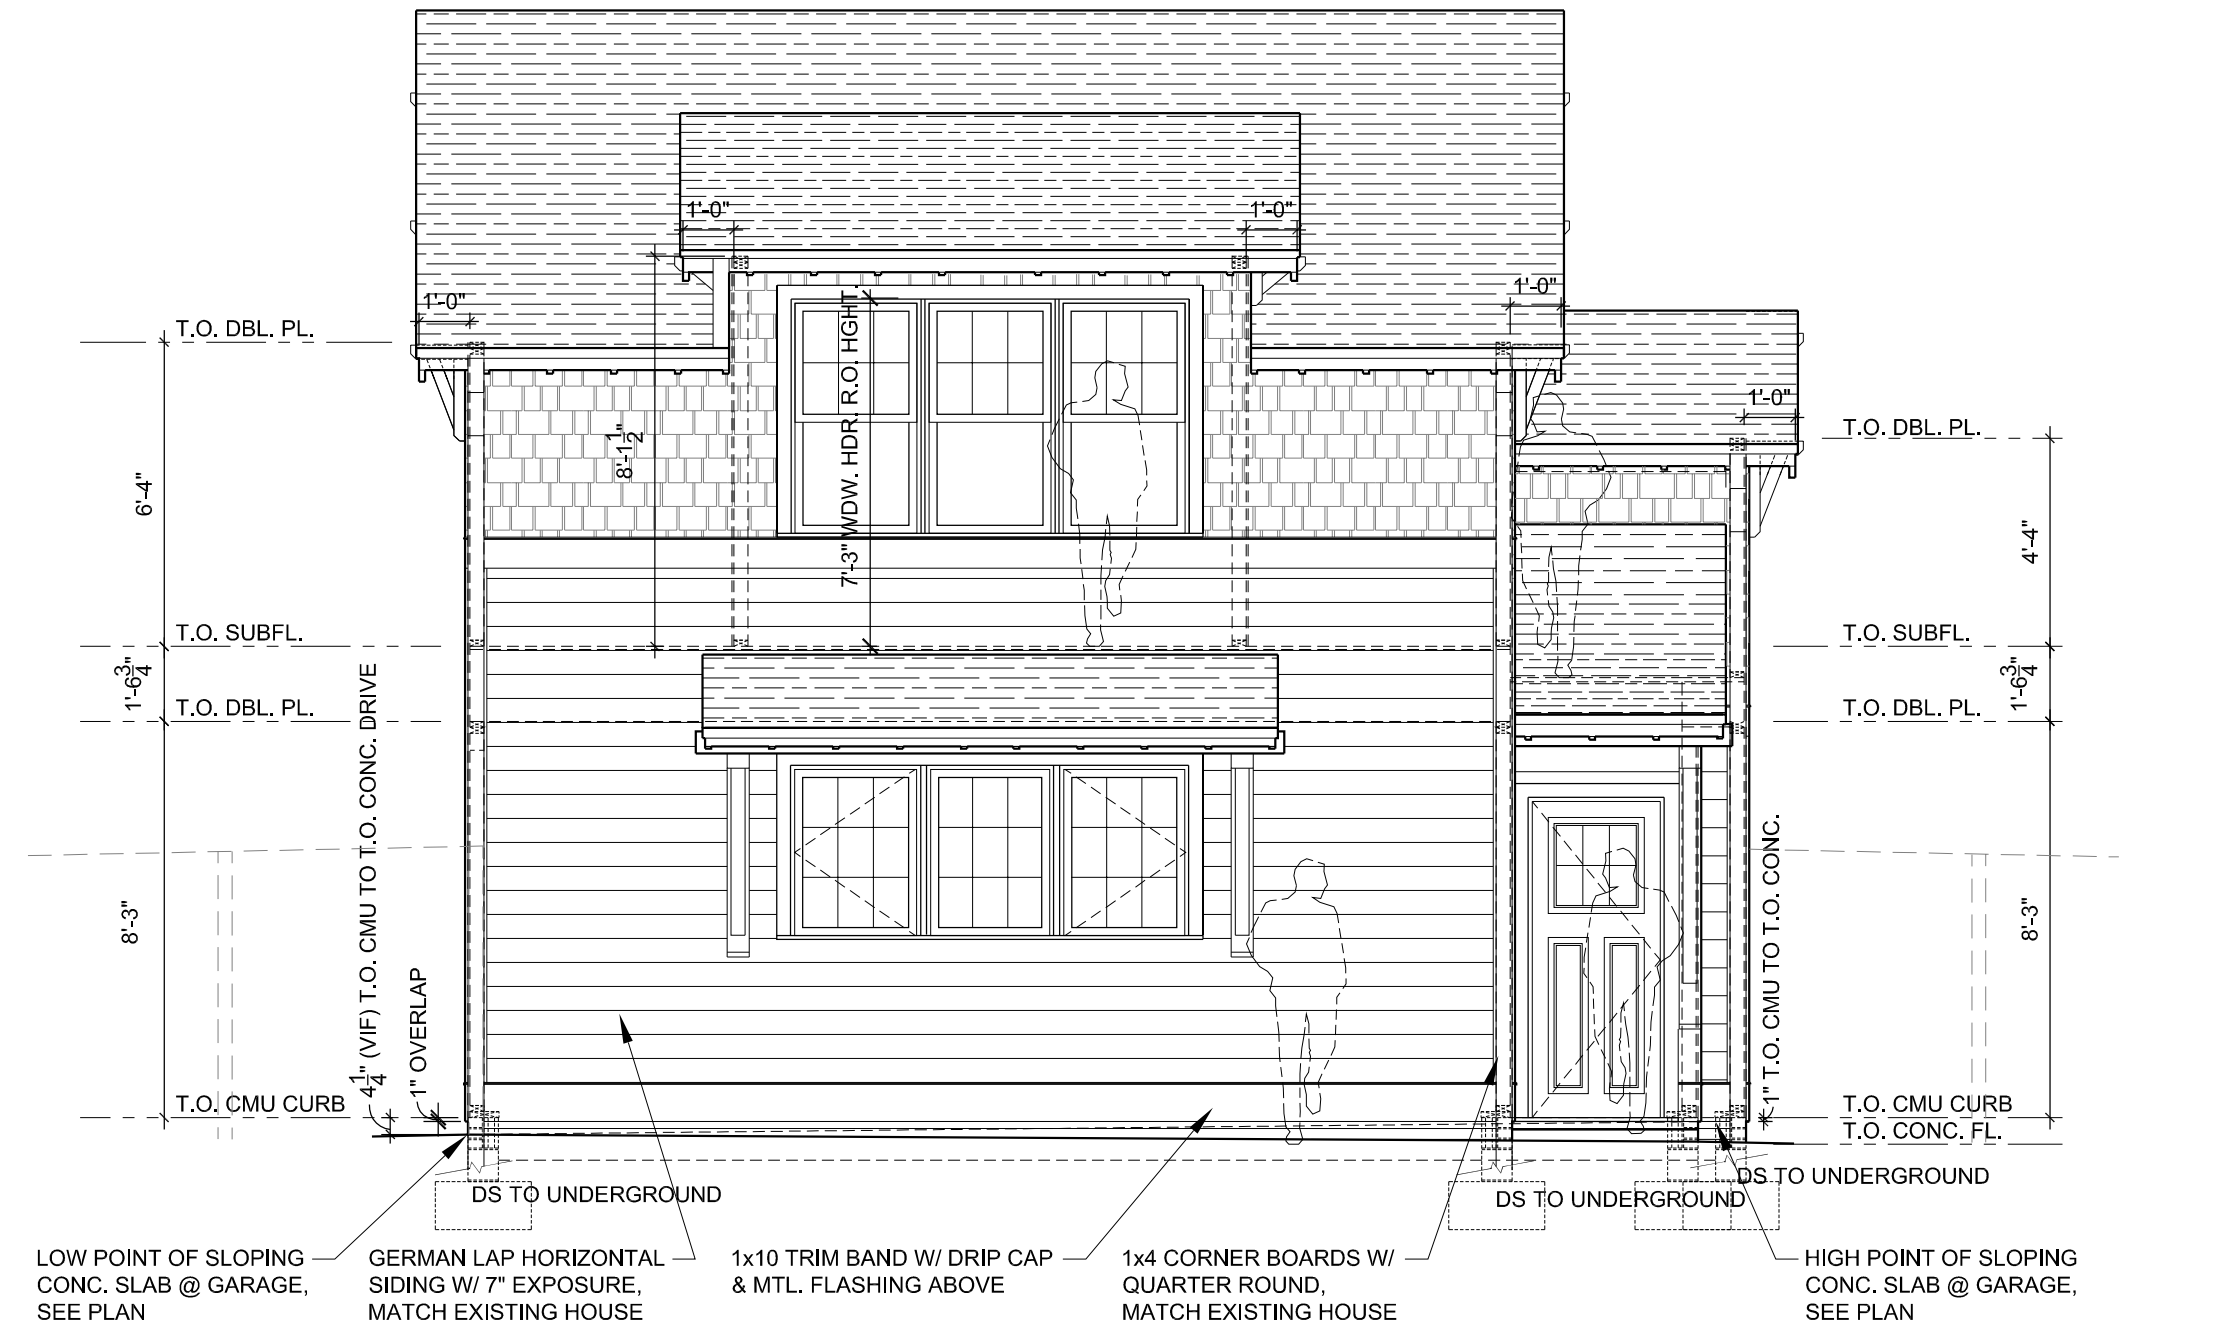 1'-0"
1'-0"
1'-0"
1'-0"
1'-0"
T.O. DBL. PL.
T.O. DBL. PL.
6'-4"
8'-1 1/2"
7'-3" WDW. HDR. R.O. HGHT.
4'-4"
T.O. SUBFL.
T.O. SUBFL.
1'-6 3/4"
1'-6 3/4"
T.O. DBL. PL.
T.O. DBL. PL.
8'-3"
8'-3"
4 1/4" (VIF) T.O. CMU TO T.O. CONC. DRIVE
1" OVERLAP
1" T.O. CMU TO T.O. CONC.
T.O. CMU CURB
T.O. CMU CURB
T.O. CONC. FL.
DS TO UNDERGROUND
DS TO UNDERGROUND
DS TO UNDERGROUND
LOW POINT OF SLOPING
CONC. SLAB @ GARAGE,
SEE PLAN
GERMAN LAP HORIZONTAL
SIDING W/ 7" EXPOSURE,
MATCH EXISTING HOUSE
1x10 TRIM BAND W/ DRIP CAP
& MTL. FLASHING ABOVE
1x4 CORNER BOARDS W/
QUARTER ROUND,
MATCH EXISTING HOUSE
HIGH POINT OF SLOPING
CONC. SLAB @ GARAGE,
SEE PLAN